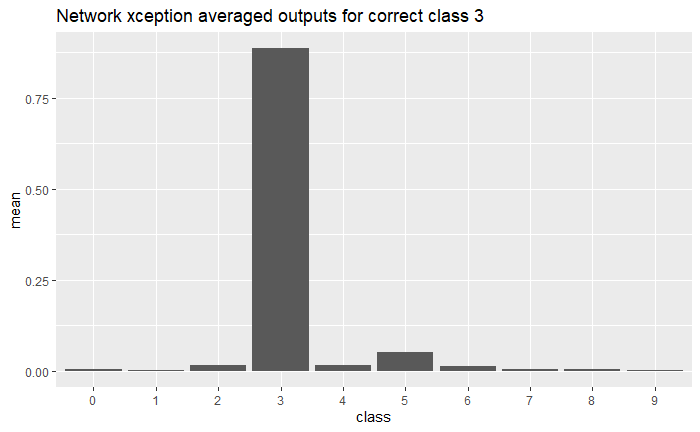 Network xception averaged outputs for correct class 3
mean
0.75
0.50
0.25
0.00
0 1 2 3 4 5 6 7 8 9
class